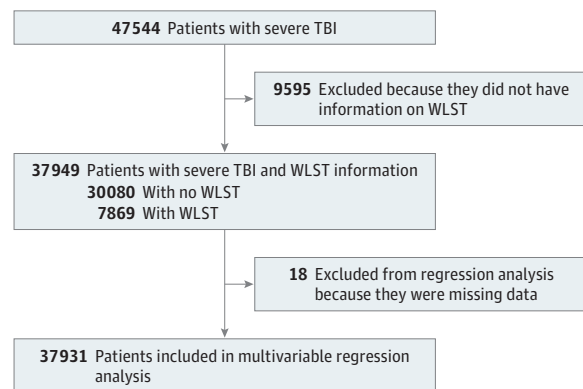 47544 Patients with severe TBI
9595 Excluded because they did not have
information on WLST
37949 Patients with severe TBI and WLST information
30080 With no WLST
7869 With WLST
18 Excluded from regression analysis
because they were missing data
37931 Patients included in multivariable regression
analysis